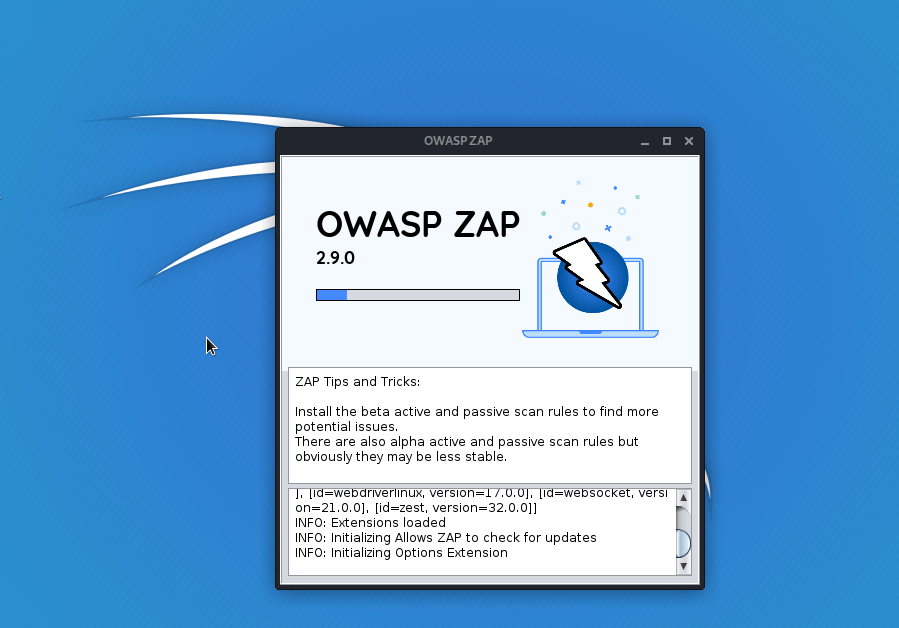 OWASP ZAP
OWASP ZAP
2.9.0
ZAP Tips and Tricks:
Install the beta active and passive scan rules to find more
potential issues.
There are also alpha active and passive scan rules but
obviously they may be less stable.
], [id=webdriverlinux, version=17.0.0], [id=websocket, versi
on=21.0.0], [id=zest, version=32.0.0]]
INFO: Extensions loaded
INFO: Initializing Allows ZAP to check for updates
INFO: Initializing Options Extension